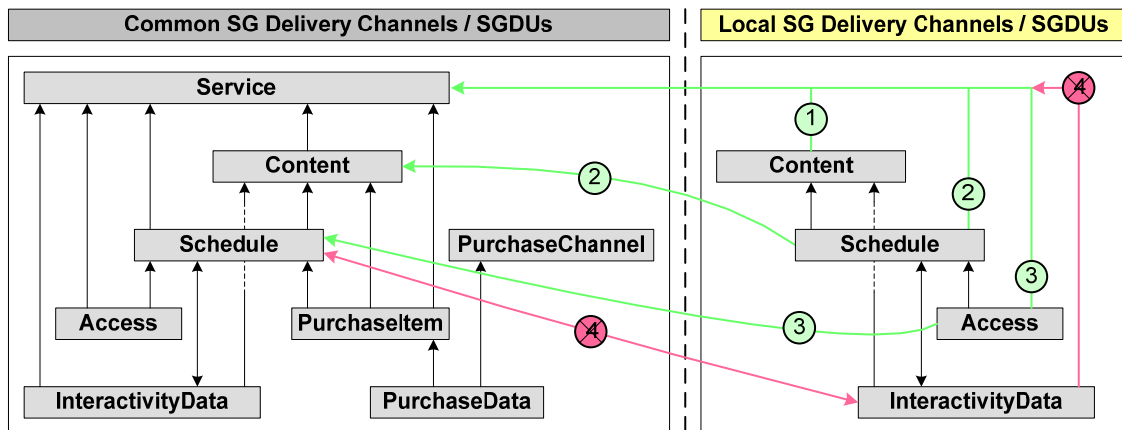 Common SG Delivery Channels / SGDUs
Local SG Delivery Channels / SGDUs
Service
4
1
Content
Content
2
2
Schedule
PurchaseChannel
Schedule
3
Access
PurchaseItem
4
3
Access
InteractivityData
PurchaseData
InteractivityData